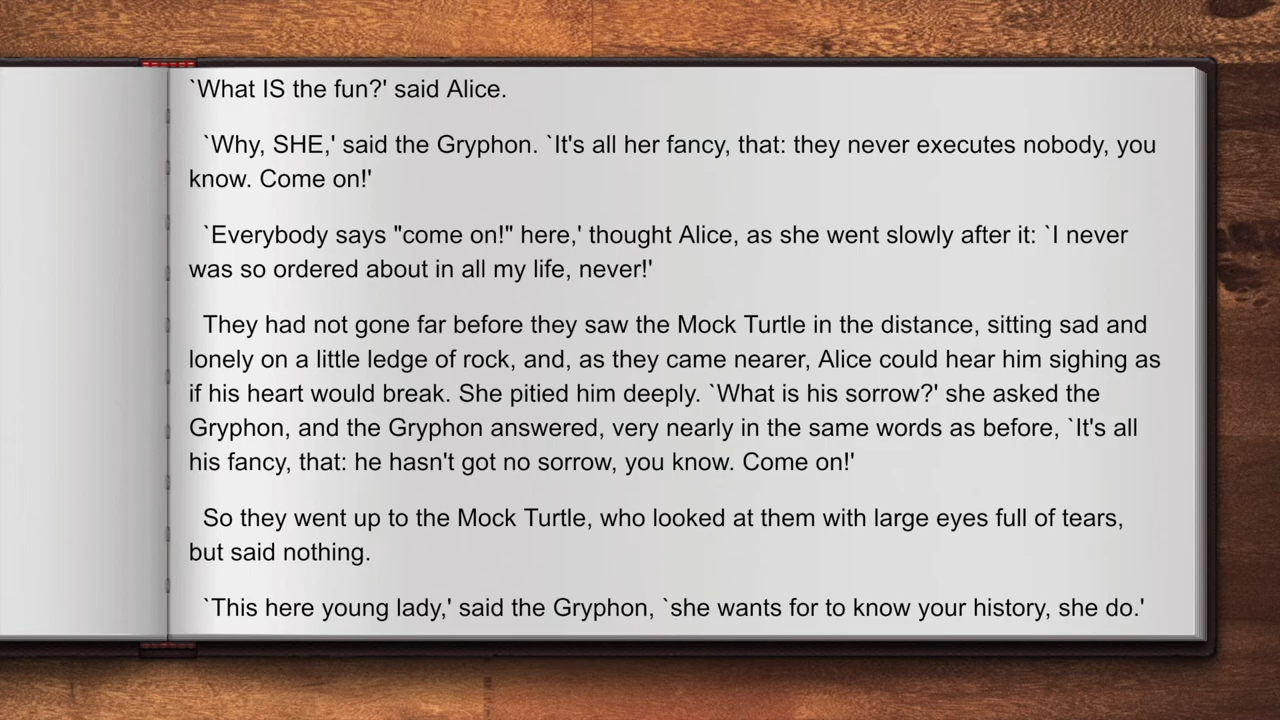 `What IS the fun?' said Alice.
`Why, SHE,' said the Gryphon. `It's all her fancy, that: they never executes nobody, you
know. Come on!'
`Everybody says "come on!" here,' thought Alice, as she went slowly after it: `I never
was so ordered about in all my life, never!'
They had not gone far before they saw the Mock Turtle in the distance, sitting sad and
lonely on a little ledge of rock, and, as they came nearer, Alice could hear him sighing as
if his heart would break. She pitied him deeply. `What is his sorrow?' she asked the
Gryphon, and the Gryphon answered, very nearly in the same words as before, `It's all
his fancy, that: he hasn't got no sorrow, you know. Come on!'
So they went up to the Mock Turtle, who looked at them with large eyes full of tears,
but said nothing.
`This here young lady,' said the Gryphon, `she wants for to know your history, she do.'